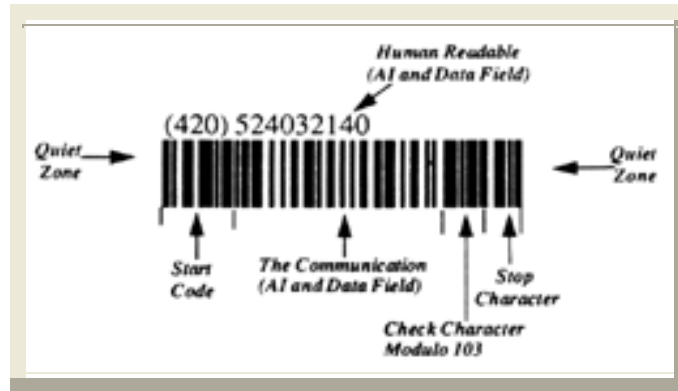 Human Readable
(AI and Data Field)
(420) 524032140
Quiet
Zone
Quiet
Zone
Start
Code
The Communication
(AI and Data Field)
Stop
Character
Check Character
Modulo 103